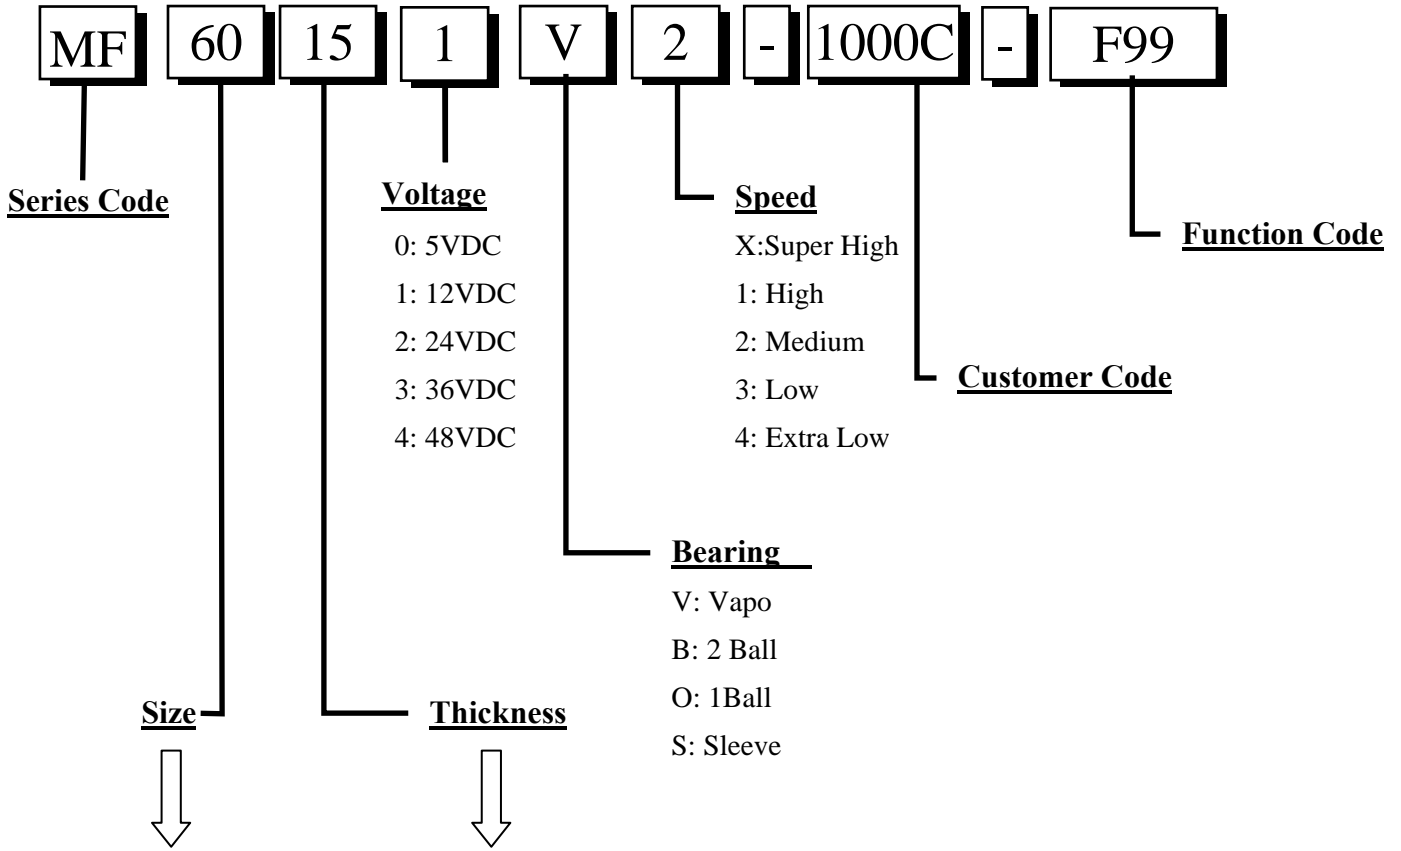 MF 60 15 1 V 2 - 1000C - F99
Series Code
Voltage
0: 5VDC
1: 12VDC
2: 24VDC
3: 36VDC
4: 48VDC
Speed
X:Super High
1: High
2: Medium
3: Low
4: Extra Low
Function Code
Customer Code
Bearing
V: Vapo
B: 2 Ball
O: 1Ball
S: Sleeve
Size
Thickness